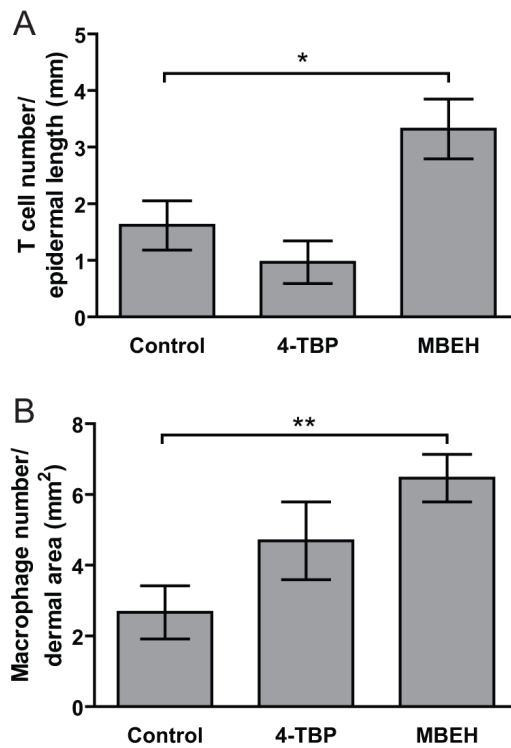 A
T cell number/
epidermal length (mm)
5
4
3
2
1
0
*
Control 4-TBP MBEH
B
Macrophage number/
dermal area (mm²)
8
6
4
2
0
**
Control 4-TBP MBEH